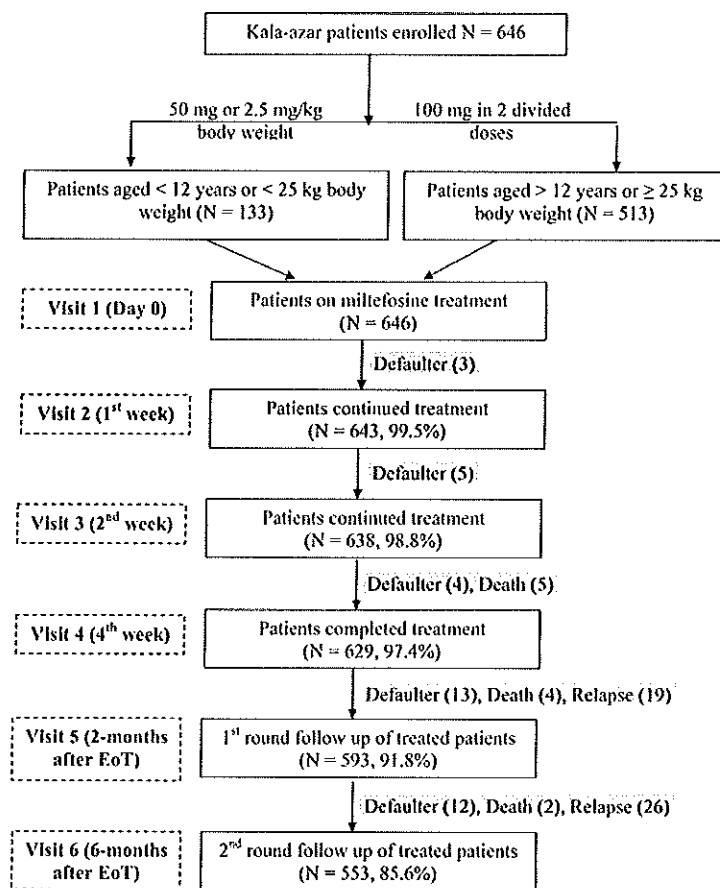 Kala-azar patients enrolled N = 646
50 mg or 2.5 mg/kg
body weight
100 mg in 2 divided
doses
Patients aged < 12 years or < 25 kg body
weight (N = 133)
Patients aged > 12 years or ≥ 25 kg
body weight (N = 513)
Visit 1 (Day 0)
Patients on miltefosine treatment
(N = 646)
Defaulter (3)
Visit 2 (1st week)
Patients continued treatment
(N = 643, 99.5%)
Defaulter (5)
Visit 3 (2nd week)
Patients continued treatment
(N = 638, 98.8%)
Defaulter (4), Death (5)
Visit 4 (4th week)
Patients completed treatment
(N = 629, 97.4%)
Defaulter (13), Death (4), Relapse (19)
Visit 5 (2-months
after EoT)
1st round follow up of treated patients
(N = 593, 91.8%)
Defaulter (12), Death (2), Relapse (26)
Visit 6 (6-months
after EoT)
2nd round follow up of treated patients
(N = 553, 85.6%)